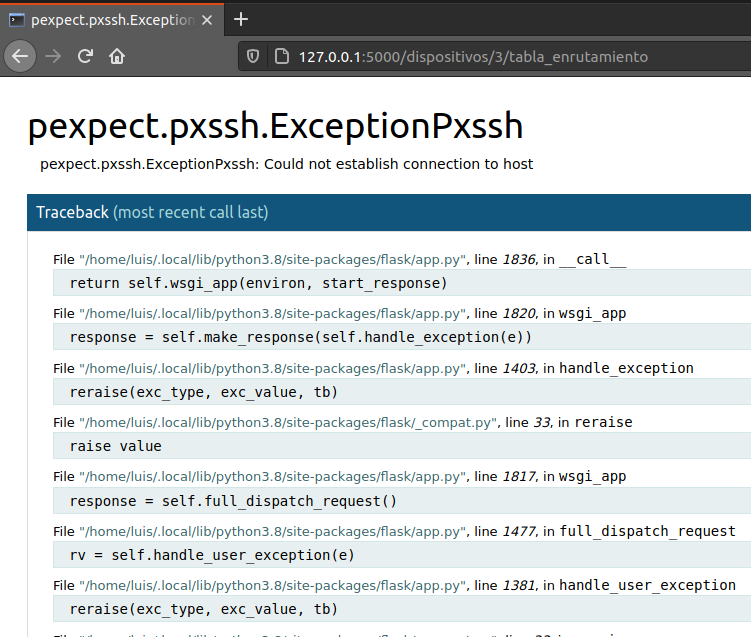 pexpect.pxssh.Exception
127.0.0.1:5000/dispositivos/3/tabla_enrutamiento
pexpect.pxssh.ExceptionPxssh
pexpect.pxssh.ExceptionPxssh: Could not establish connection to host
Traceback (most recent call last)
File "/home/luis/.local/lib/python3.8/site-packages/flask/app.py", line 1836, in __call__
return self.wsgi_app(environ, start_response)
File "/home/luis/.local/lib/python3.8/site-packages/flask/app.py", line 1820, in wsgi_app
response = self.make_response(self.handle_exception(e))
File "/home/luis/.local/lib/python3.8/site-packages/flask/app.py", line 1403, in handle_exception
reraise(exc_type, exc_value, tb)
File "/home/luis/.local/lib/python3.8/site-packages/flask/_compat.py", line 33, in reraise
raise value
File "/home/luis/.local/lib/python3.8/site-packages/flask/app.py", line 1817, in wsgi_app
response = self.full_dispatch_request()
File "/home/luis/.local/lib/python3.8/site-packages/flask/app.py", line 1477, in full_dispatch_request
rv = self.handle_user_exception(e)
File "/home/luis/.local/lib/python3.8/site-packages/flask/app.py", line 1381, in handle_user_exception
reraise(exc_type, exc_value, tb)